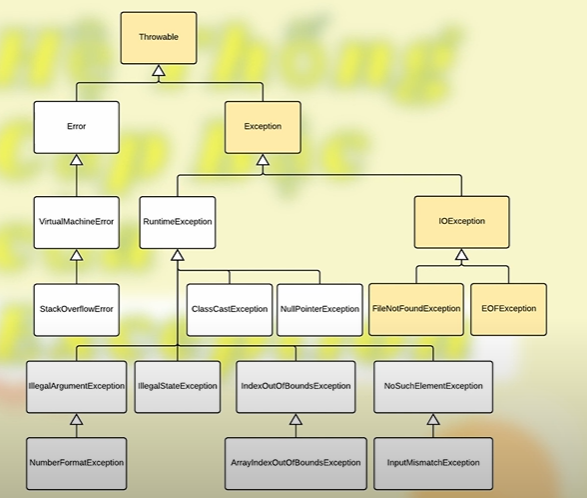 Throwable
Error
Exception
VirtualMachineError
RuntimeException
IOException
StackOverflowError
ClassCastException
NullPointerException
FileNotFoundException
EOFException
IllegalArgumentException
IllegalStateException
IndexOutOfBoundsException
NoSuchElementException
NumberFormatException
ArrayIndexOutOfBoundsException
InputMismatchException